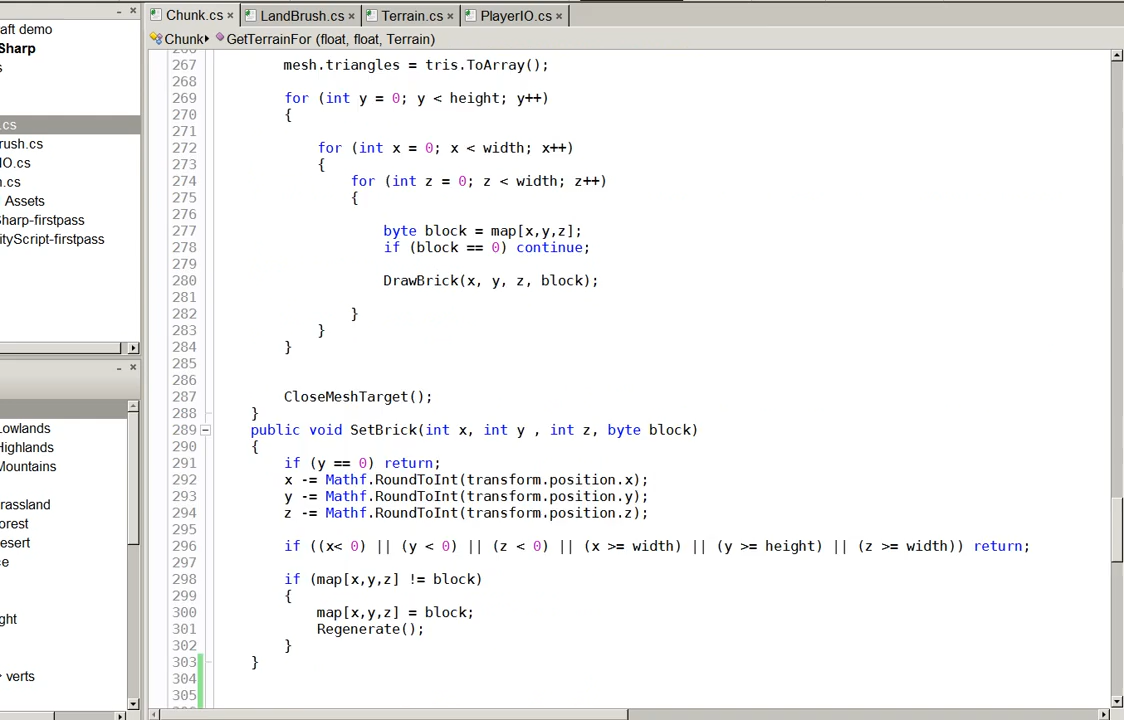 Chunk.cs × LandBrush.cs × Terrain.cs × PlayerIO.cs ×
Chunk ▸ GetTerrainFor (float, float, Terrain)
aft demo
Sharp
s
.cs
rush.cs
IO.cs
n.cs
Assets
Sharp-firstpass
ityScript-firstpass
Lowlands
Highlands
Mountains
rassland
orest
esert
ce
ght
verts
267 mesh.triangles = tris.ToArray();
268
269 for (int y = 0; y < height; y++)
270 {
271
272 for (int x = 0; x < width; x++)
273 {
274 for (int z = 0; z < width; z++)
275 {
276
277 byte block = map[x,y,z];
278 if (block == 0) continue;
279
280 DrawBrick(x, y, z, block);
281
282 }
283 }
284 }
285
286
287 CloseMeshTarget();
288 }
289 public void SetBrick(int x, int y , int z, byte block)
290 {
291 if (y == 0) return;
292 x -= Mathf.RoundToInt(transform.position.x);
293 y -= Mathf.RoundToInt(transform.position.y);
294 z -= Mathf.RoundToInt(transform.position.z);
295
296 if ((x< 0) || (y < 0) || (z < 0) || (x >= width) || (y >= height) || (z >= width)) return;
297
298 if (map[x,y,z] != block)
299 {
300 map[x,y,z] = block;
301 Regenerate();
302 }
303 }
304
305